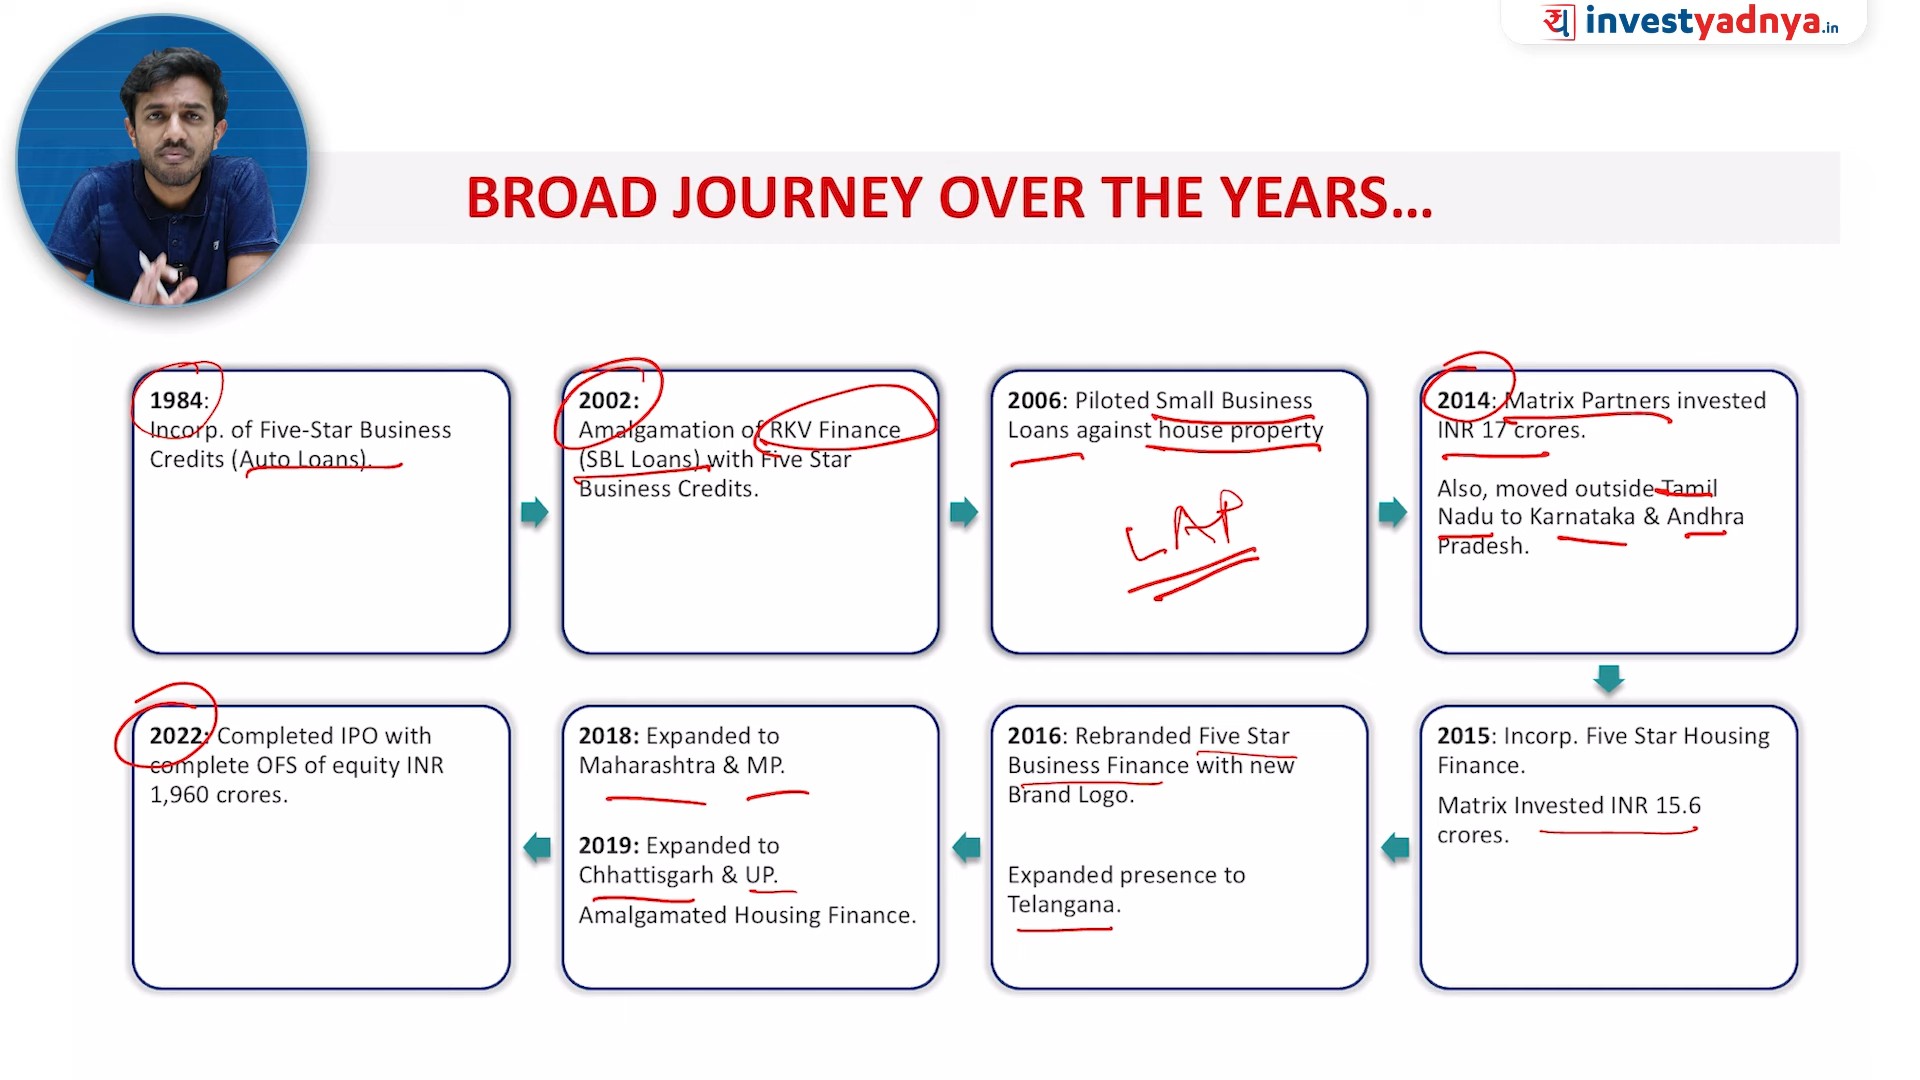 investyadnya.in
BROAD JOURNEY OVER THE YEARS...
1984:
Incorp. of Five-Star Business
Credits (Auto Loans).
2002:
Amalgamation of RKV Finance
(SBL Loans) with Five Star
Business Credits.
2006: Piloted Small Business
Loans against house property
LAP
2014: Matrix Partners invested
INR 17 crores.
Also, moved outside Tamil
Nadu to Karnataka & Andhra
Pradesh.
2022: Completed IPO with
complete OFS of equity INR
1,960 crores.
2018: Expanded to
Maharashtra & MP.
2019: Expanded to
Chhattisgarh & UP.
Amalgamated Housing Finance.
2016: Rebranded Five Star
Business Finance with new
Brand Logo.
Expanded presence to
Telangana.
2015: Incorp. Five Star Housing
Finance.
Matrix Invested INR 15.6
crores.